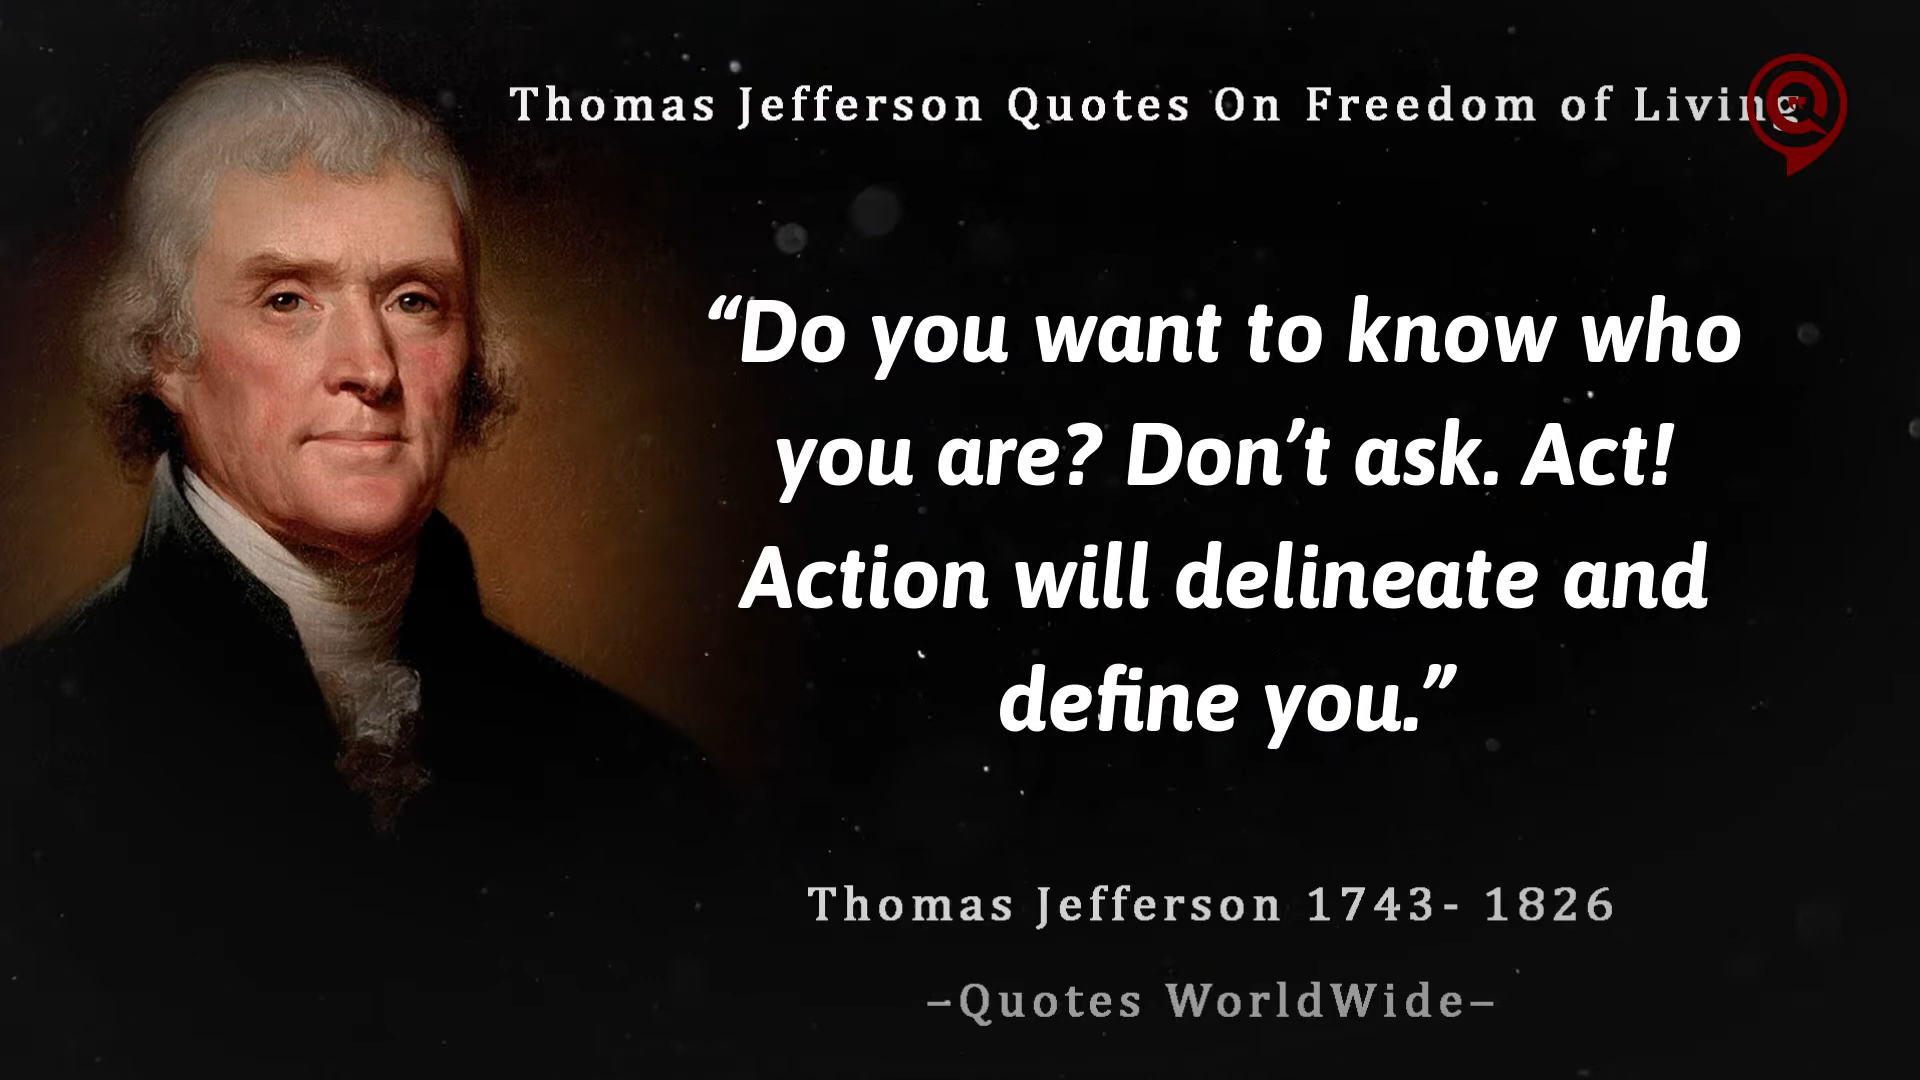 Thomas Jefferson Quotes On Freedom of Living
“Do you want to know who
you are? Don’t ask. Act!
Action will delineate and
define you.”
Thomas Jefferson 1743- 1826
–Quotes WorldWide–